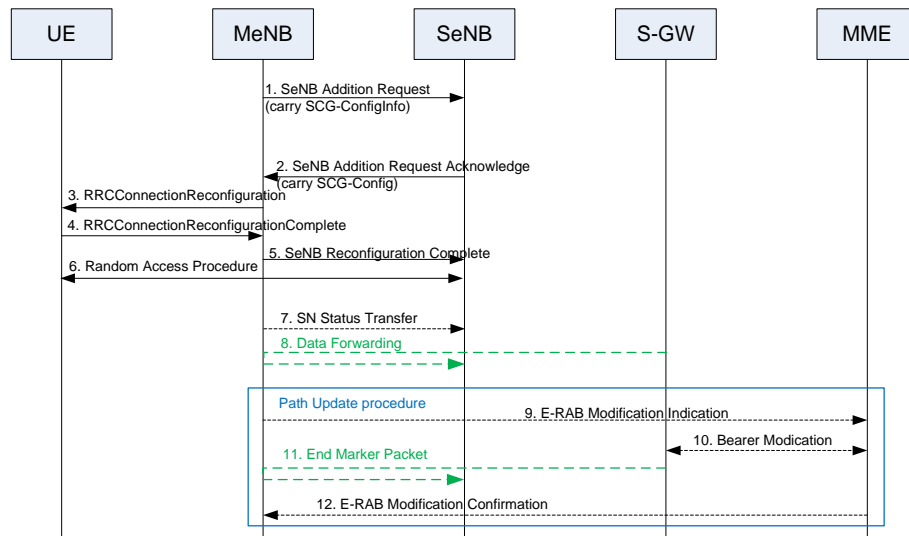 UE
MeNB
SeNB
S-GW
MME
1. SeNB Addition Request
(carry SCG-ConfigInfo)
2. SeNB Addition Request Acknowledge
(carry SCG-Config)
3. RRCConnectionReconfiguration
4. RRCConnectionReconfigurationComplete
5. SeNB Reconfiguration Complete
6. Random Access Procedure
7. SN Status Transfer
8. Data Forwarding
Path Update procedure
9. E-RAB Modification Indication
10. Bearer Modication
11. End Marker Packet
12. E-RAB Modification Confirmation